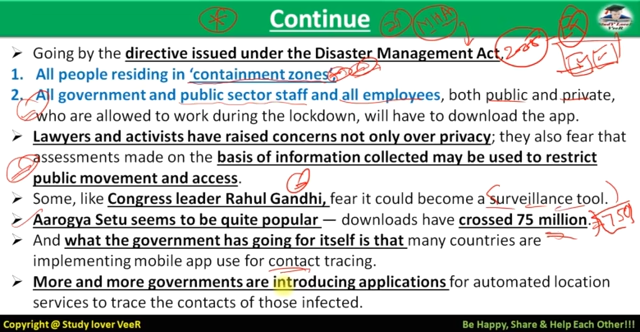 Continue
➢ Going by the directive issued under the Disaster Management Act, 2005
1. All people residing in ‘containment zones’,
2. All government and public sector staff and all employees, both public and private,
who are allowed to work during the lockdown, will have to download the app.
➢ Lawyers and activists have raised concerns not only over privacy; they also fear that
assessments made on the basis of information collected may be used to restrict
public movement and access.
➢ Some, like Congress leader Rahul Gandhi, fear it could become a surveillance tool.
➢ Aarogya Setu seems to be quite popular — downloads have crossed 75 million.
➢ And what the government has going for itself is that many countries are
implementing mobile app use for contact tracing.
➢ More and more governments are introducing applications for automated location
services to trace the contacts of those infected.
Copyright @ Study lover VeeR
Be Happy, Share & Help Each Other!!!